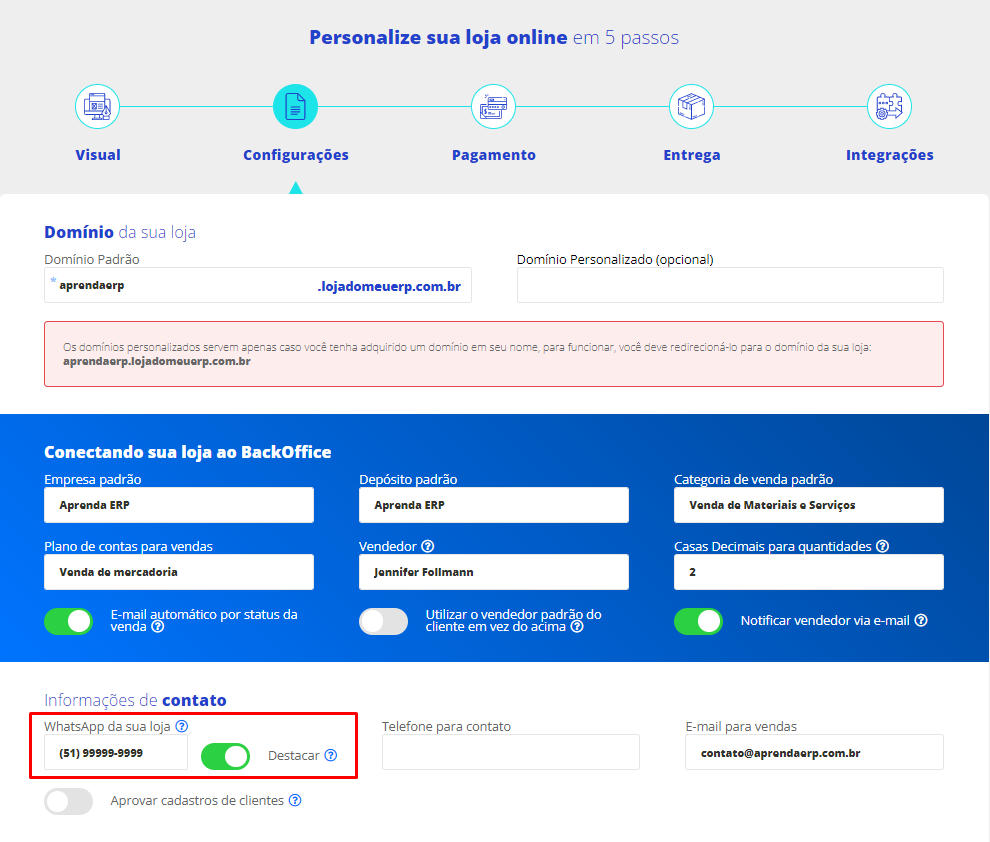 Personalize sua loja online em 5 passos
Visual
Configurações
Pagamento
Entrega
Integrações
Domínio da sua loja
Domínio Padrão
* aprendaerp
.lojadomeuerp.com.br
Domínio Personalizado (opcional)
Os domínios personalizados servem apenas caso você tenha adquirido um domínio em seu nome, para funcionar, você deve redirecioná-lo para o domínio da sua loja:
aprendaerp.lojadomeuerp.com.br
Conectando sua loja ao BackOffice
Empresa padrão
Aprenda ERP
Depósito padrão
Aprenda ERP
Categoria de venda padrão
Venda de Materiais e Serviços
Plano de contas para vendas
Venda de mercadoria
Vendedor ?
Jennifer Follmann
Casas Decimais para quantidades ?
2
E-mail automático por status da
venda ?
Utilizar o vendedor padrão do
cliente em vez do acima ?
Notificar vendedor via e-mail ?
Informações de contato
WhatsApp da sua loja ?
(51) 99999-9999
Destacar ?
Telefone para contato
E-mail para vendas
contato@aprendaerp.com.br
Aprovar cadastros de clientes ?